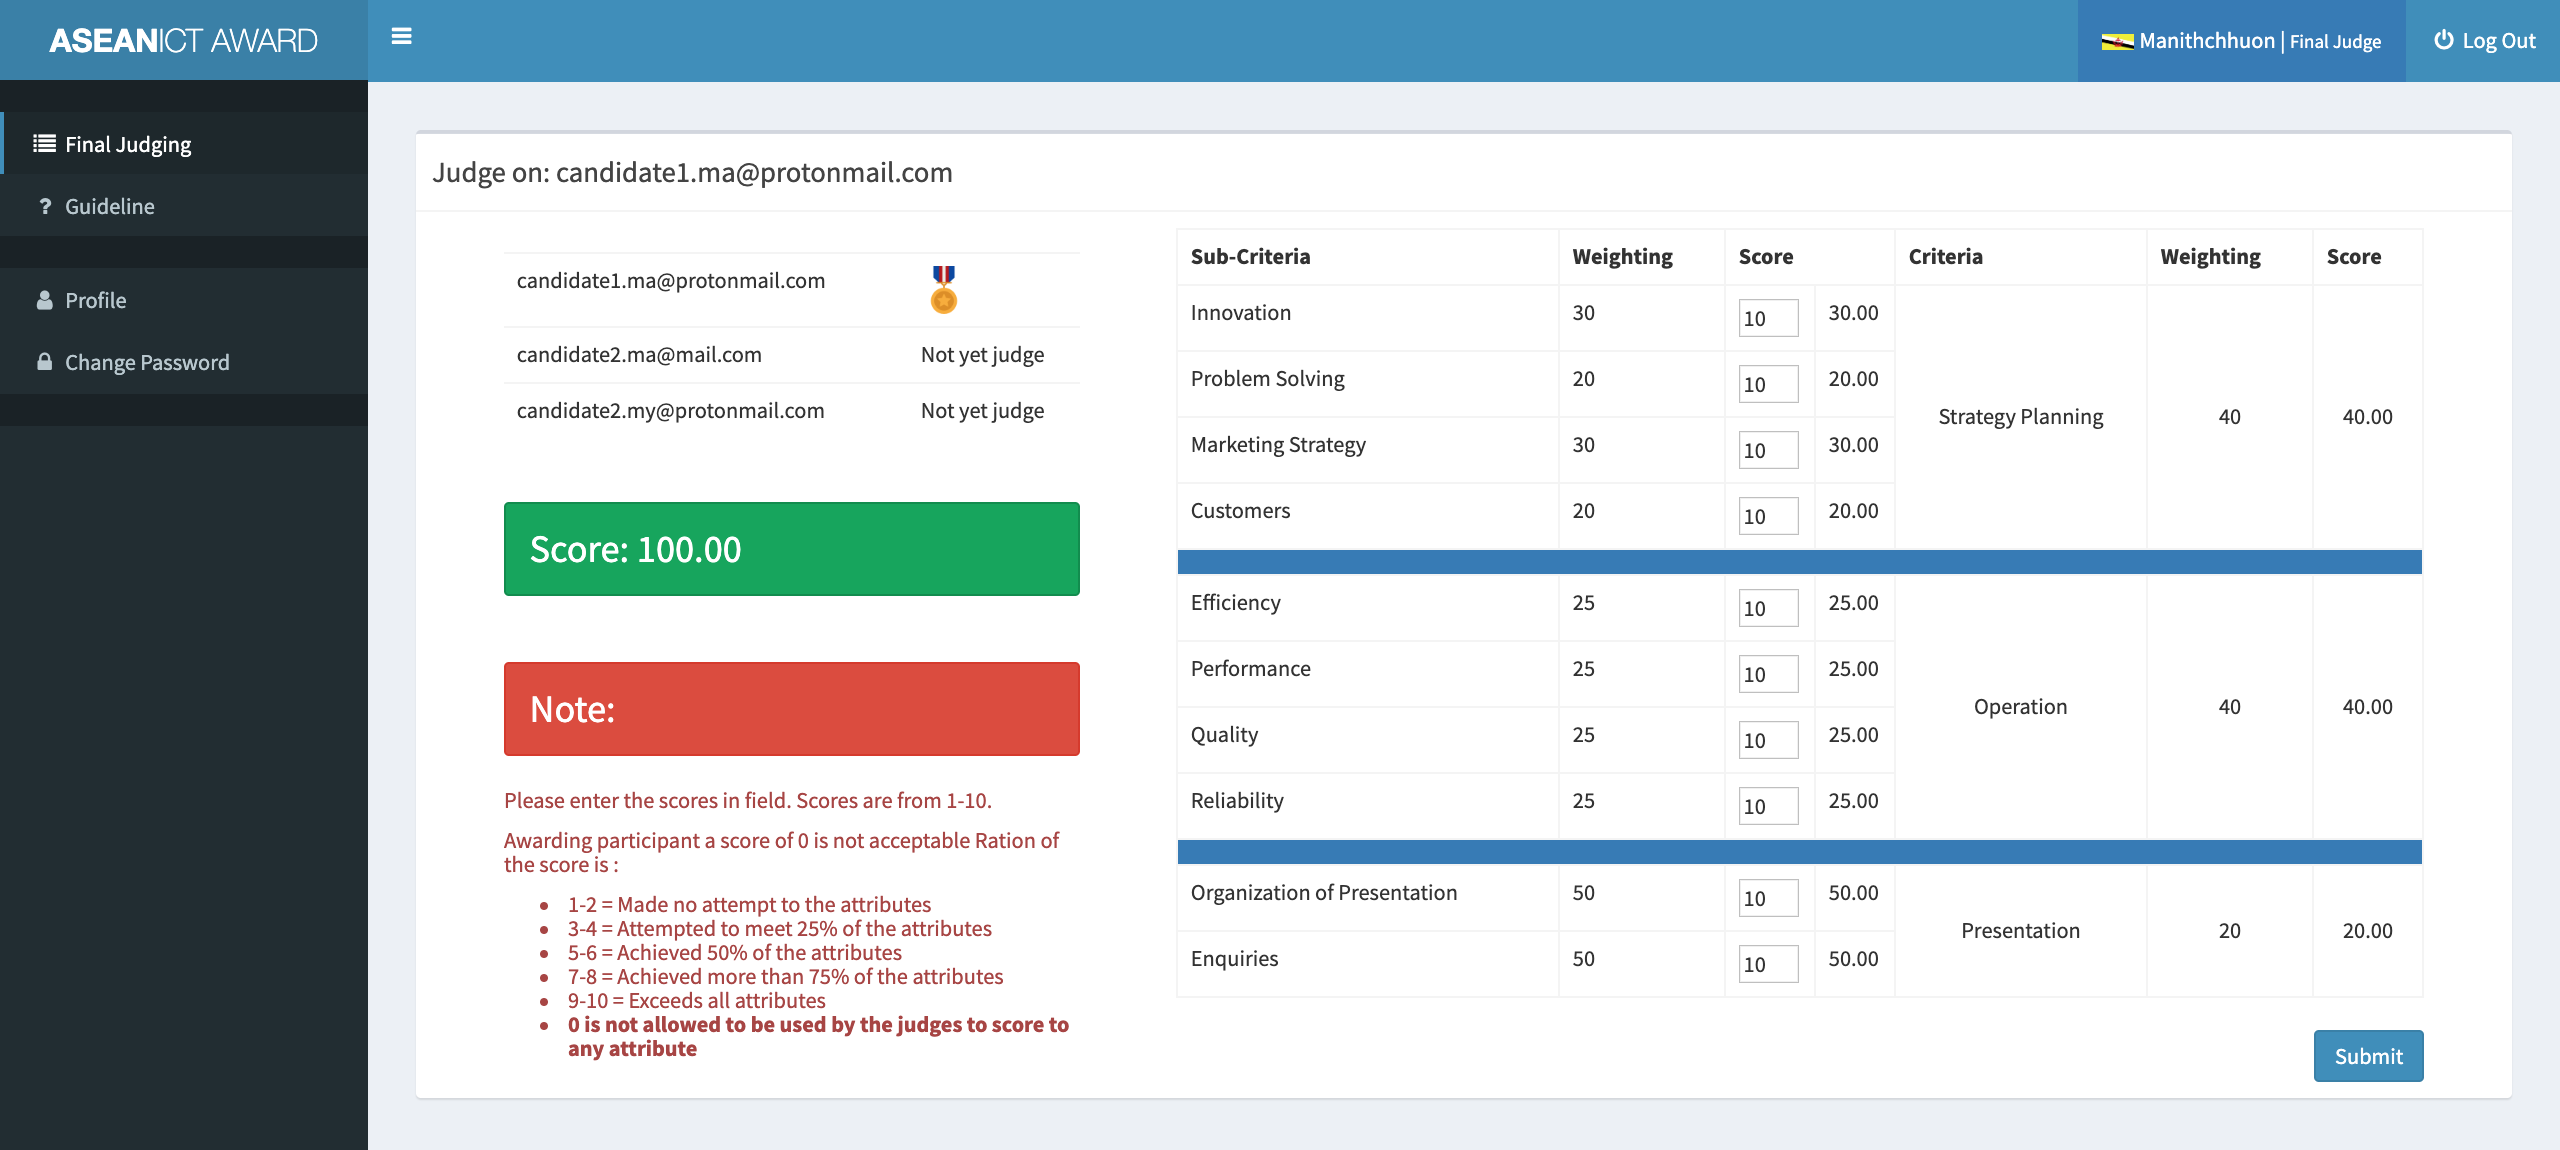 ASEANICT AWARD
Manithchhuon | Final Judge
Log Out
Final Judging
? Guideline
Profile
Change Password
Judge on: candidate1.ma@protonmail.com
candidate1.ma@protonmail.com
candidate2.ma@mail.com Not yet judge
candidate2.my@protonmail.com Not yet judge
Score: 100.00
Note:
Please enter the scores in field. Scores are from 1-10.
Awarding participant a score of 0 is not acceptable Ration of
the score is :
• 1-2 = Made no attempt to the attributes
• 3-4 = Attempted to meet 25% of the attributes
• 5-6 = Achieved 50% of the attributes
• 7-8 = Achieved more than 75% of the attributes
• 9-10 = Exceeds all attributes
• 0 is not allowed to be used by the judges to score to
any attribute
Sub-Criteria Weighting Score Criteria Weighting Score
Innovation 30 10 30.00
Problem Solving 20 10 20.00
Strategy Planning 40 40.00
Marketing Strategy 30 10 30.00
Customers 20 10 20.00
Efficiency 25 10 25.00
Performance 25 10 25.00
Operation 40 40.00
Quality 25 10 25.00
Reliability 25 10 25.00
Organization of Presentation 50 10 50.00
Presentation 20 20.00
Enquiries 50 10 50.00
Submit